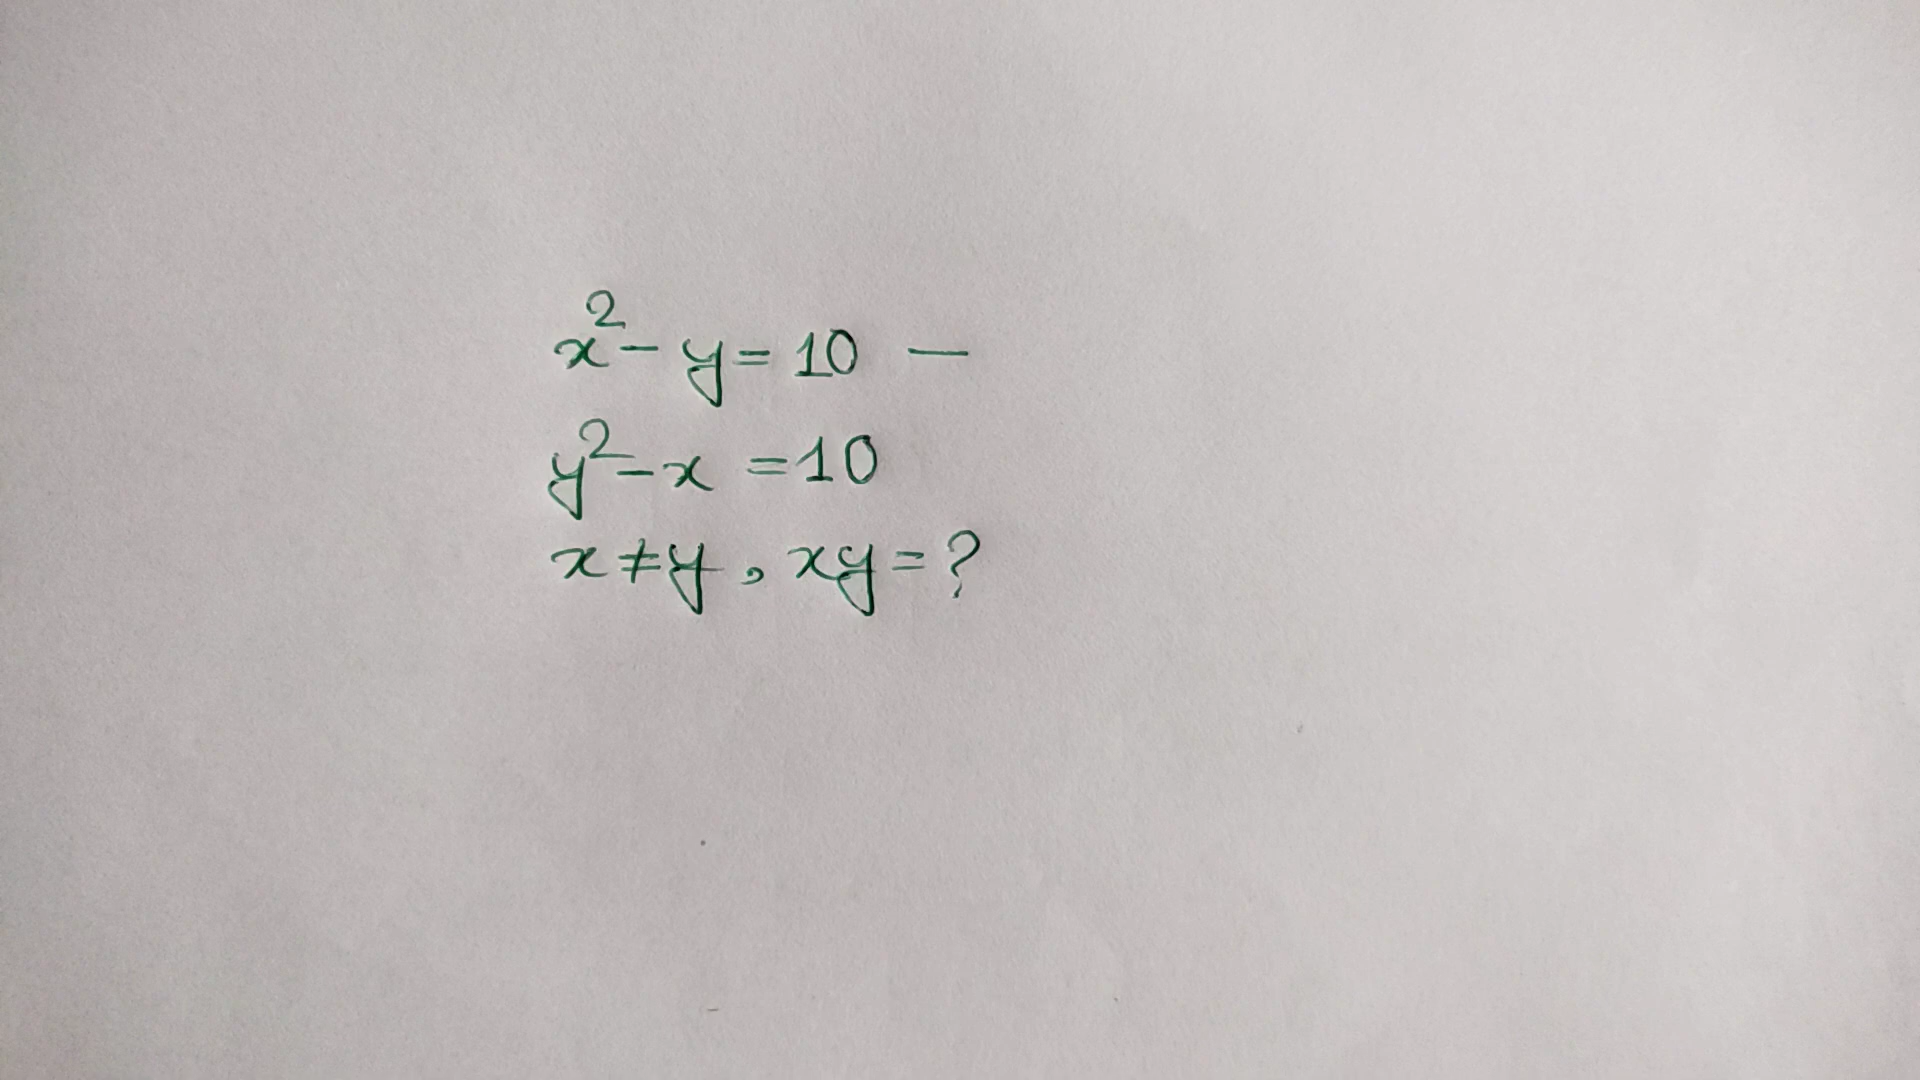 x² - y = 10 —
y² - x = 10
x ≠ y , xy = ?